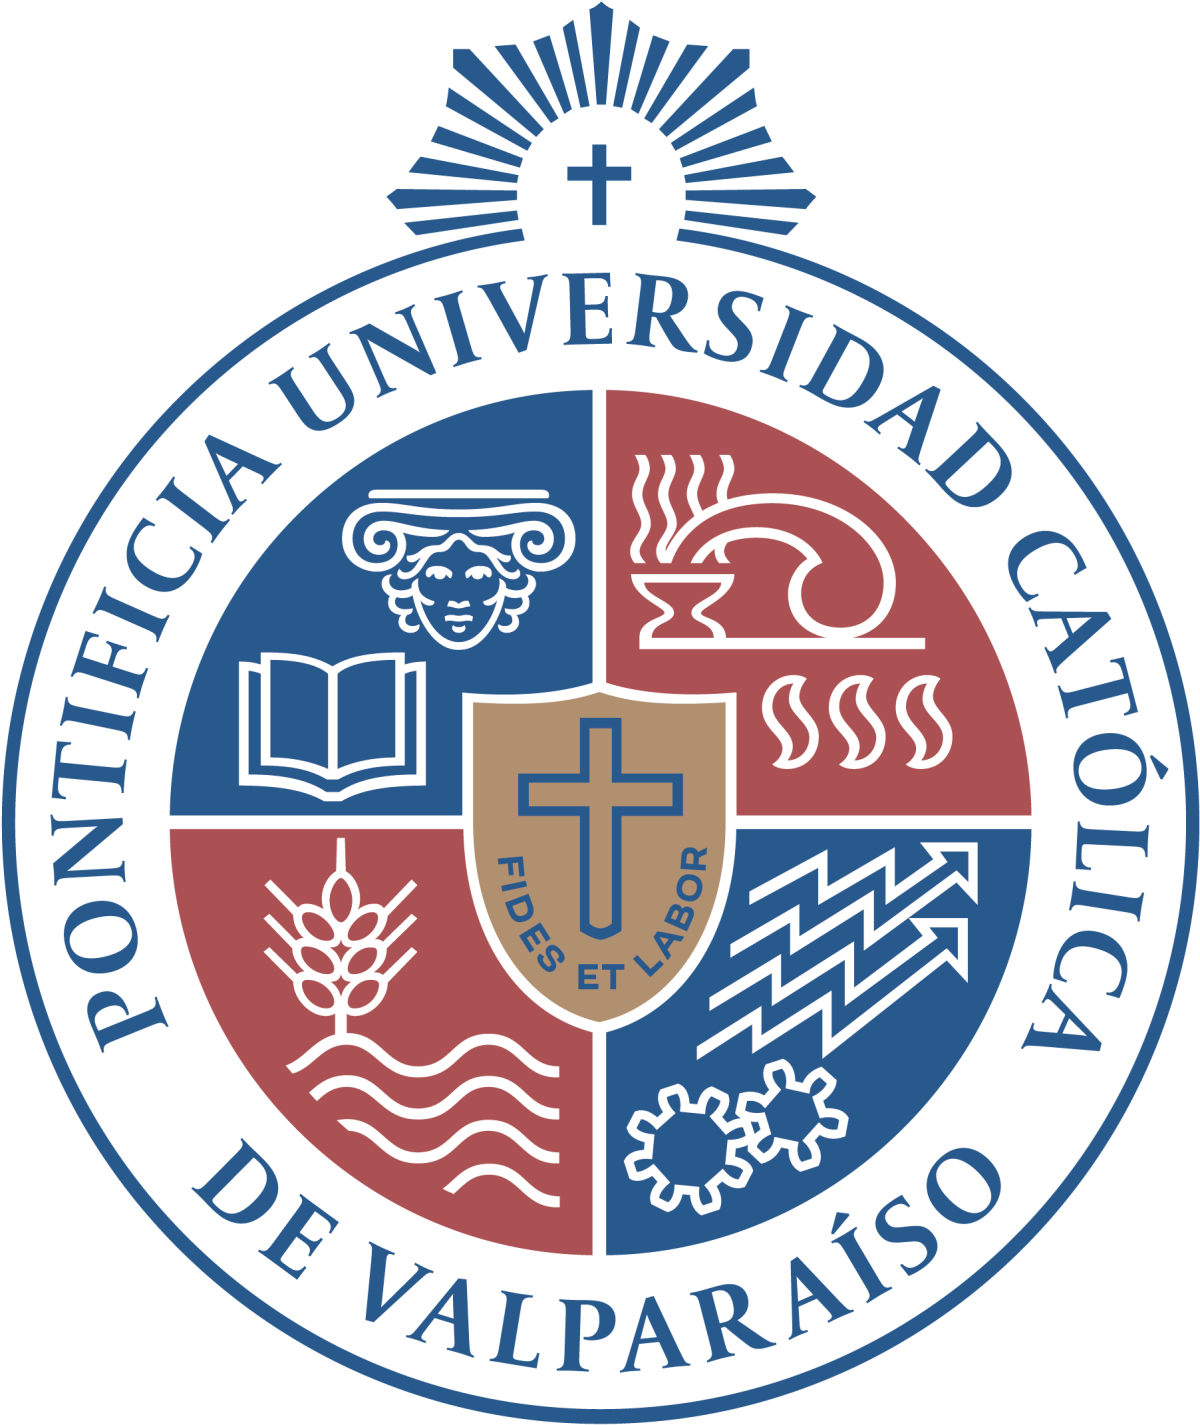 PONTIFICIA UNIVERSIDAD CATÓLICA
DE VALPARAÍSO
FIDES ET LABOR